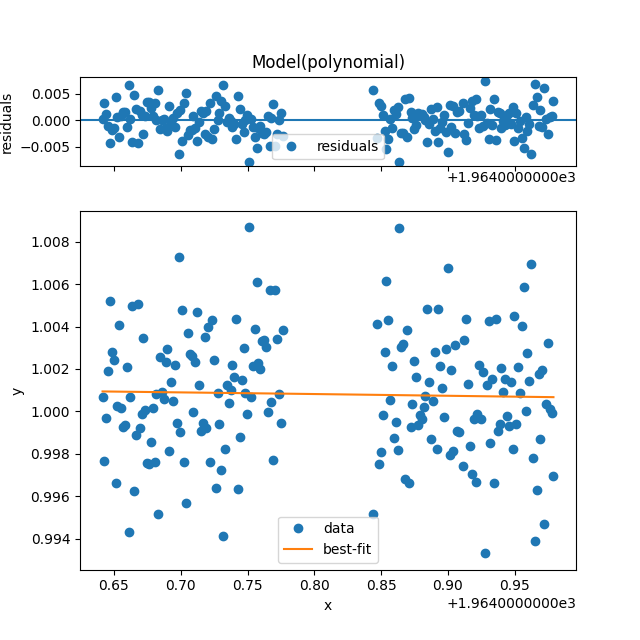 Model(polynomial)
residuals
0.005
0.000
−0.005
residuals
+1.9640000000e3
y
1.008
1.006
1.004
1.002
1.000
0.998
0.996
0.994
data
best-fit
0.65 0.70 0.75 0.80 0.85 0.90 0.95
x
+1.9640000000e3